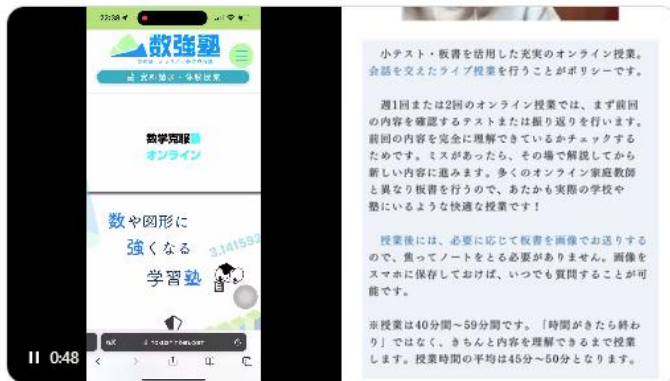 22:38
数強塾
資料請求・体験授業
数学克服塾
オンライン
数や図形に
強くなる
学習塾
3.141592
0:48
小テスト・板書を活用した充実のオンライン授業。
会話を交えたライブ授業を行うことがポリシーです。
週1回または2回のオンライン授業では、まず前回
の内容を確認するテストまたは振り返りを行います。
前回の内容を完全に理解できているかチェックする
ためです。ミスがあったら、その場で解説してから
新しい内容に進みます。多くのオンライン家庭教師
と異なり板書を行うので、あたかも実際の学校や
塾にいるような快適な授業です！
授業後には、必要に応じて板書を画像でお送りする
ので、焦ってノートをとる必要がありません。画像を
スマホに保存しておけば、いつでも質問することが可
能です。
※授業は40分間～59分間です。「時間がきたら終わ
り」ではなく、きちんと内容を理解できるまで授業
します。授業時間の平均は45分～50分となります。